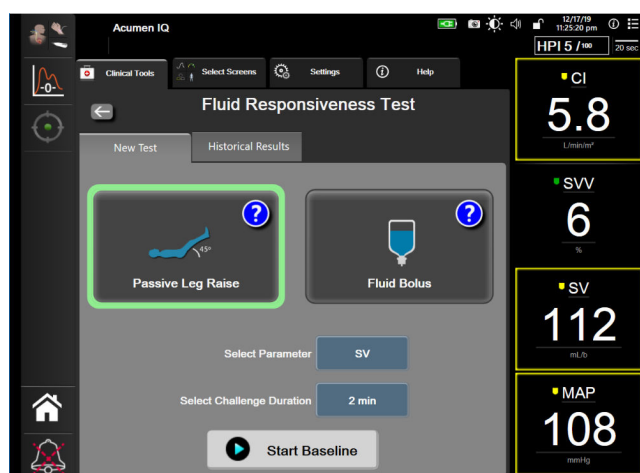 Acumen IQ
12/17/19
11:25:20 pm
HPI 5 /100
20 sec
-0-
Clinical Tools
Select Screens
Settings
Help
Fluid Responsiveness Test
New Test
Historical Results
?
45°
Passive Leg Raise
?
Fluid Bolus
Select Parameter SV
Select Challenge Duration 2 min
Start Baseline
CI
5.8
L/min/m²
SVV
6
%
SV
112
mL/b
MAP
108
mmHg